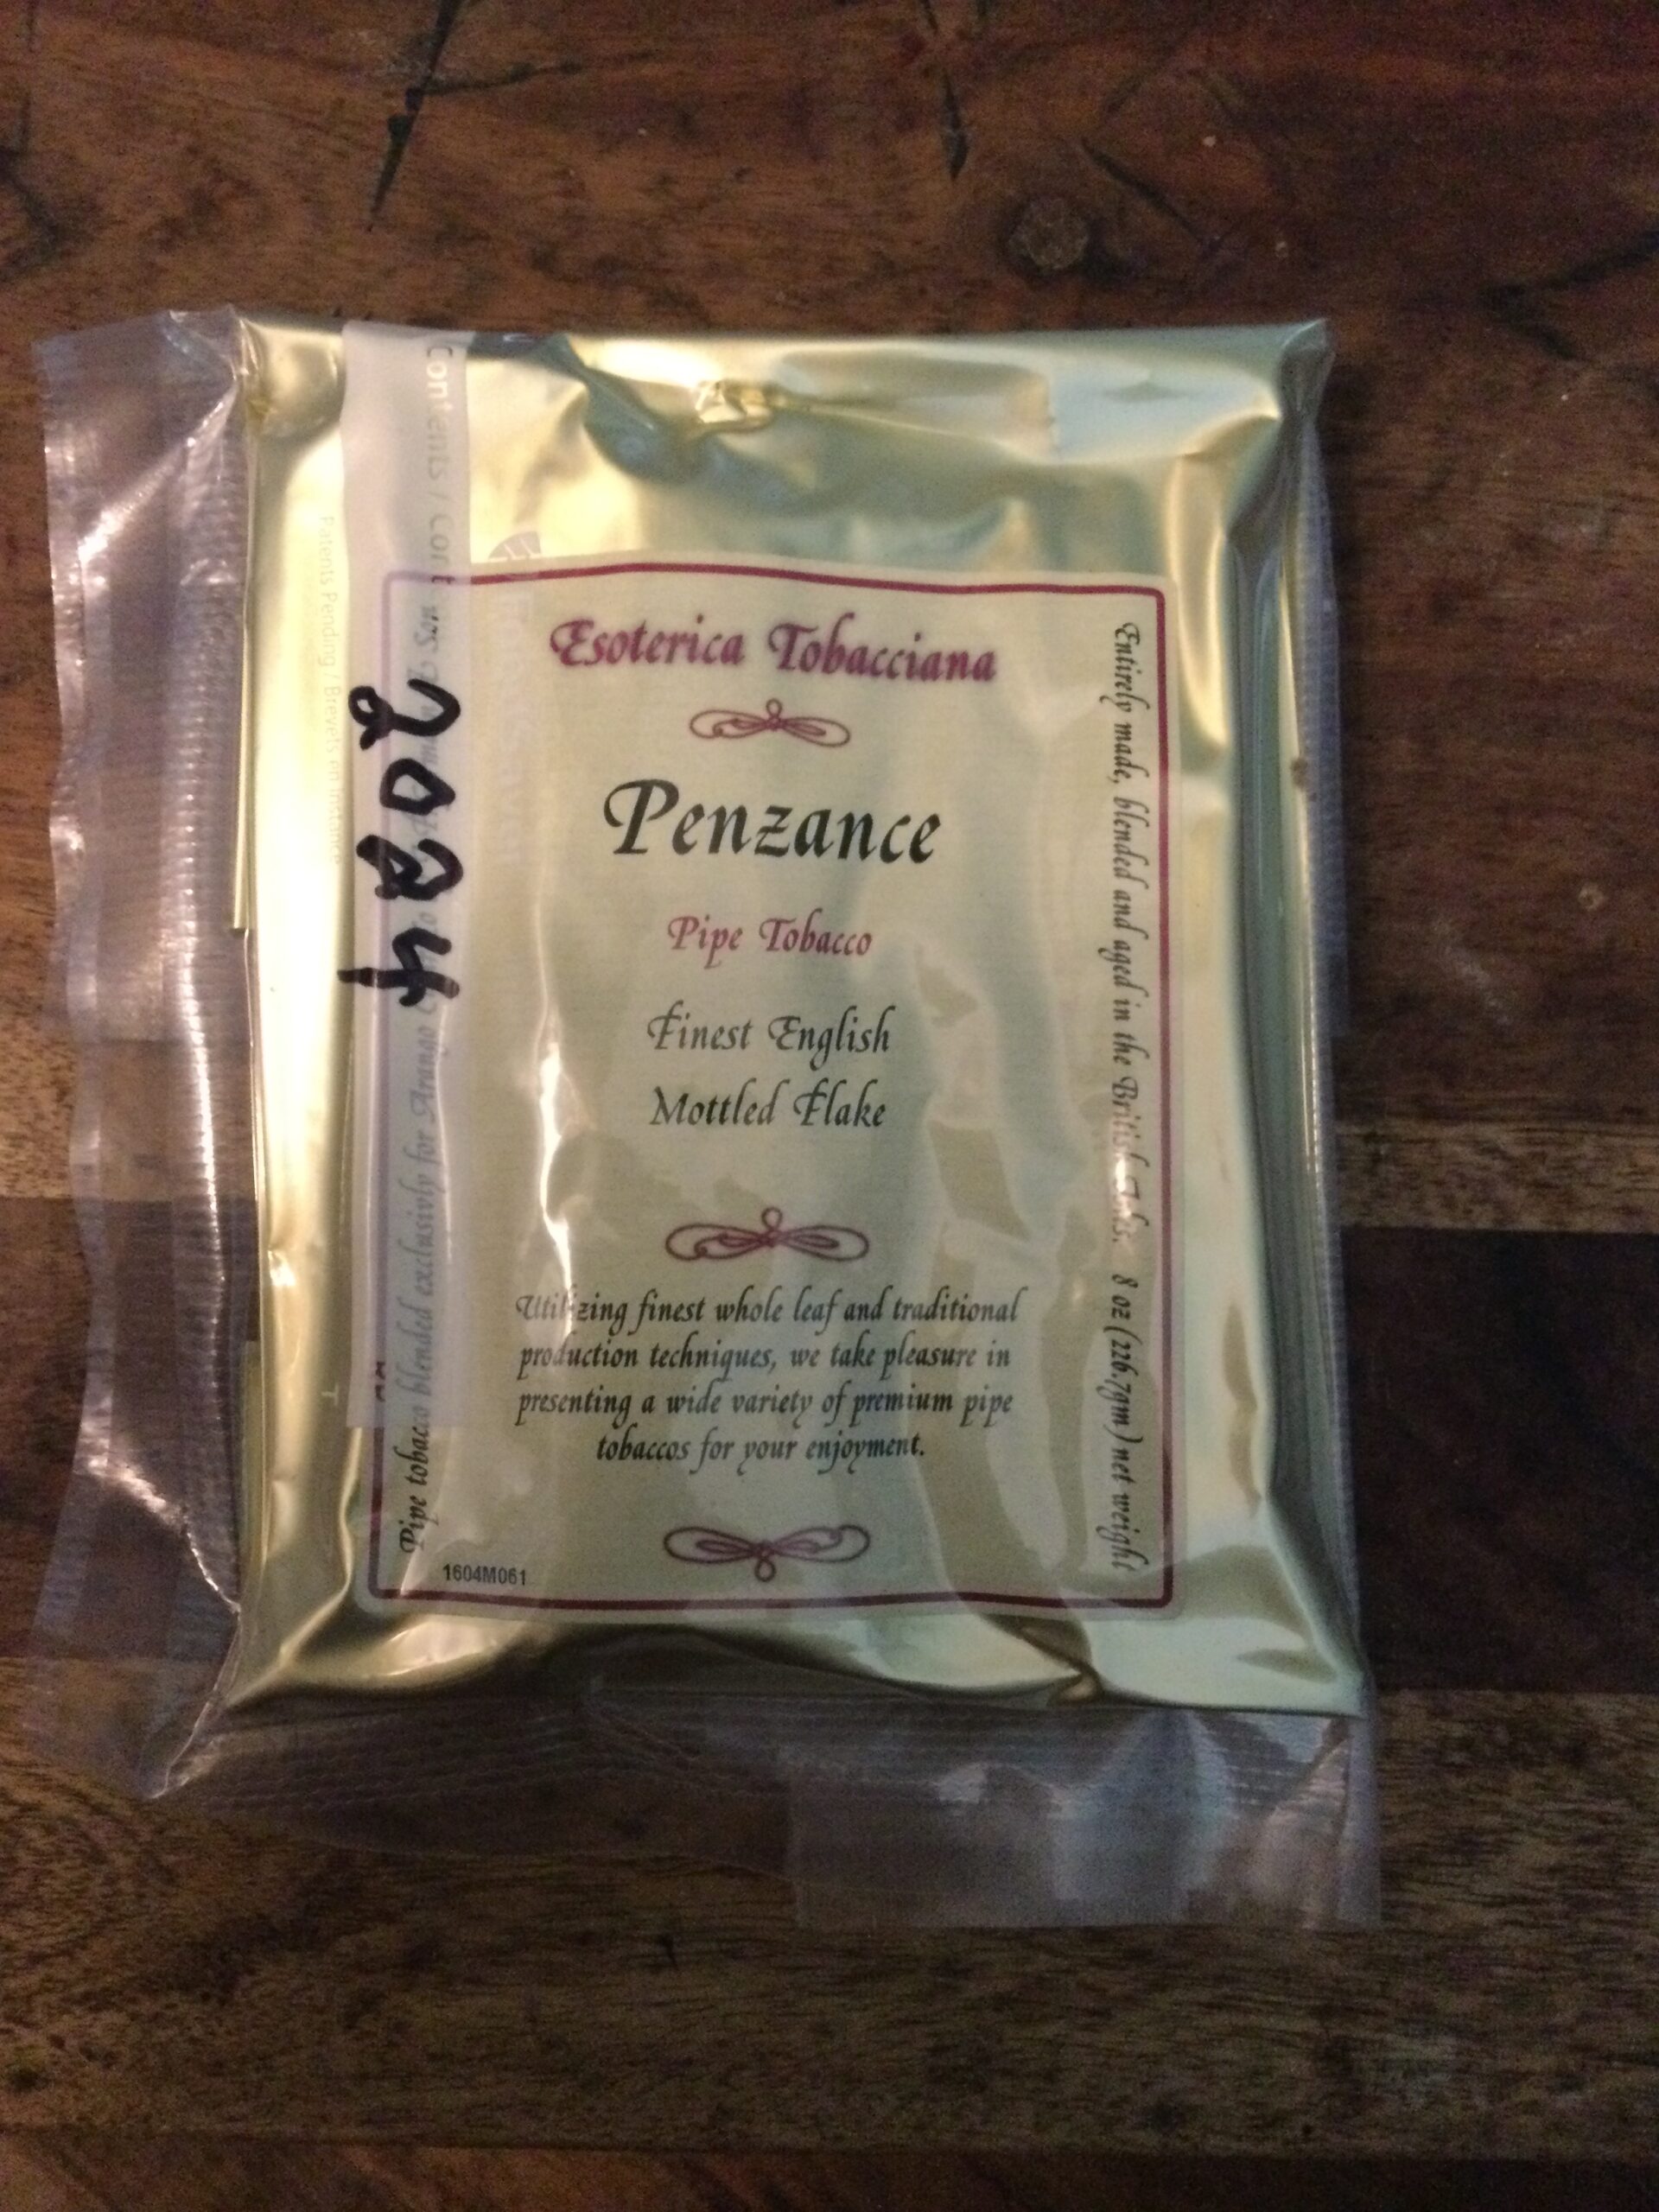 Esoterica Tobacciana
Penzance
Pipe Tobacco
Finest English
Mottled Flake
Utilizing finest whole leaf and traditional
production techniques, we take pleasure in
presenting a wide variety of premium pipe
tobaccos for your enjoyment.
1604M061
Entirely made, blended and aged in the British Isles. 8 oz (226.7gm) net weight
Pipe tobacco blended exclusively for Arango
Contents / Cont
Patents Pending / Brevets en instance